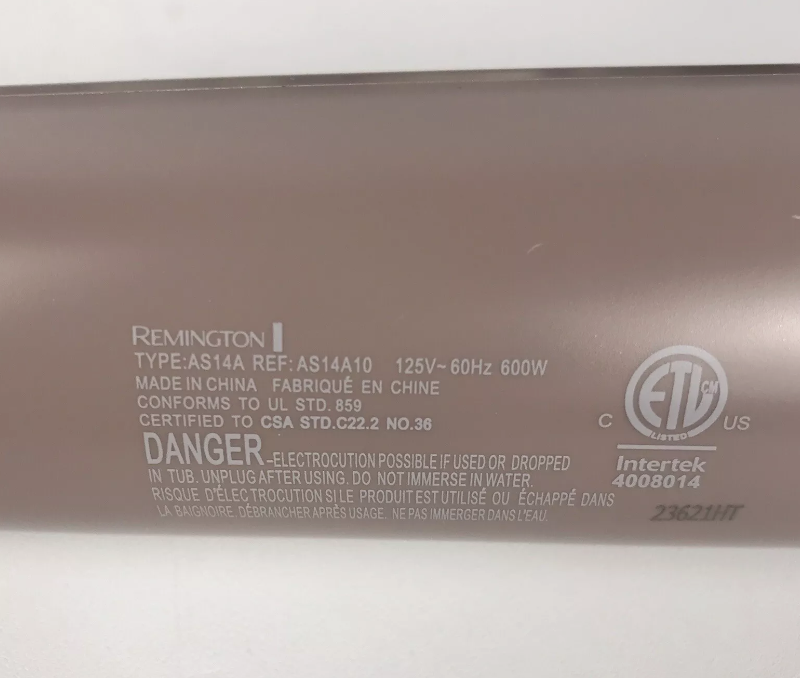 REMINGTON
TYPE:AS14A REF:AS14A10 125V~60Hz 600W
MADE IN CHINA FABRIQUÉ EN CHINE
CONFORMS TO UL STD. 859
CERTIFIED TO CSA STD.C22.2 NO.36
DANGER-ELECTROCUTION POSSIBLE IF USED OR DROPPED
IN TUB. UNPLUG AFTER USING. DO NOT IMMERSE IN WATER.
RISQUE D'ÉLECTROCUTION SI LE PRODUIT EST UTILISÉ OU ÉCHAPPÉ DANS
LA BAIGNOIRE. DÉBRANCHER APRÈS USAGE. NE PAS IMMERGER DANS L'EAU.
ETL CM
LISTED
C US
Intertek
4008014
23621HT